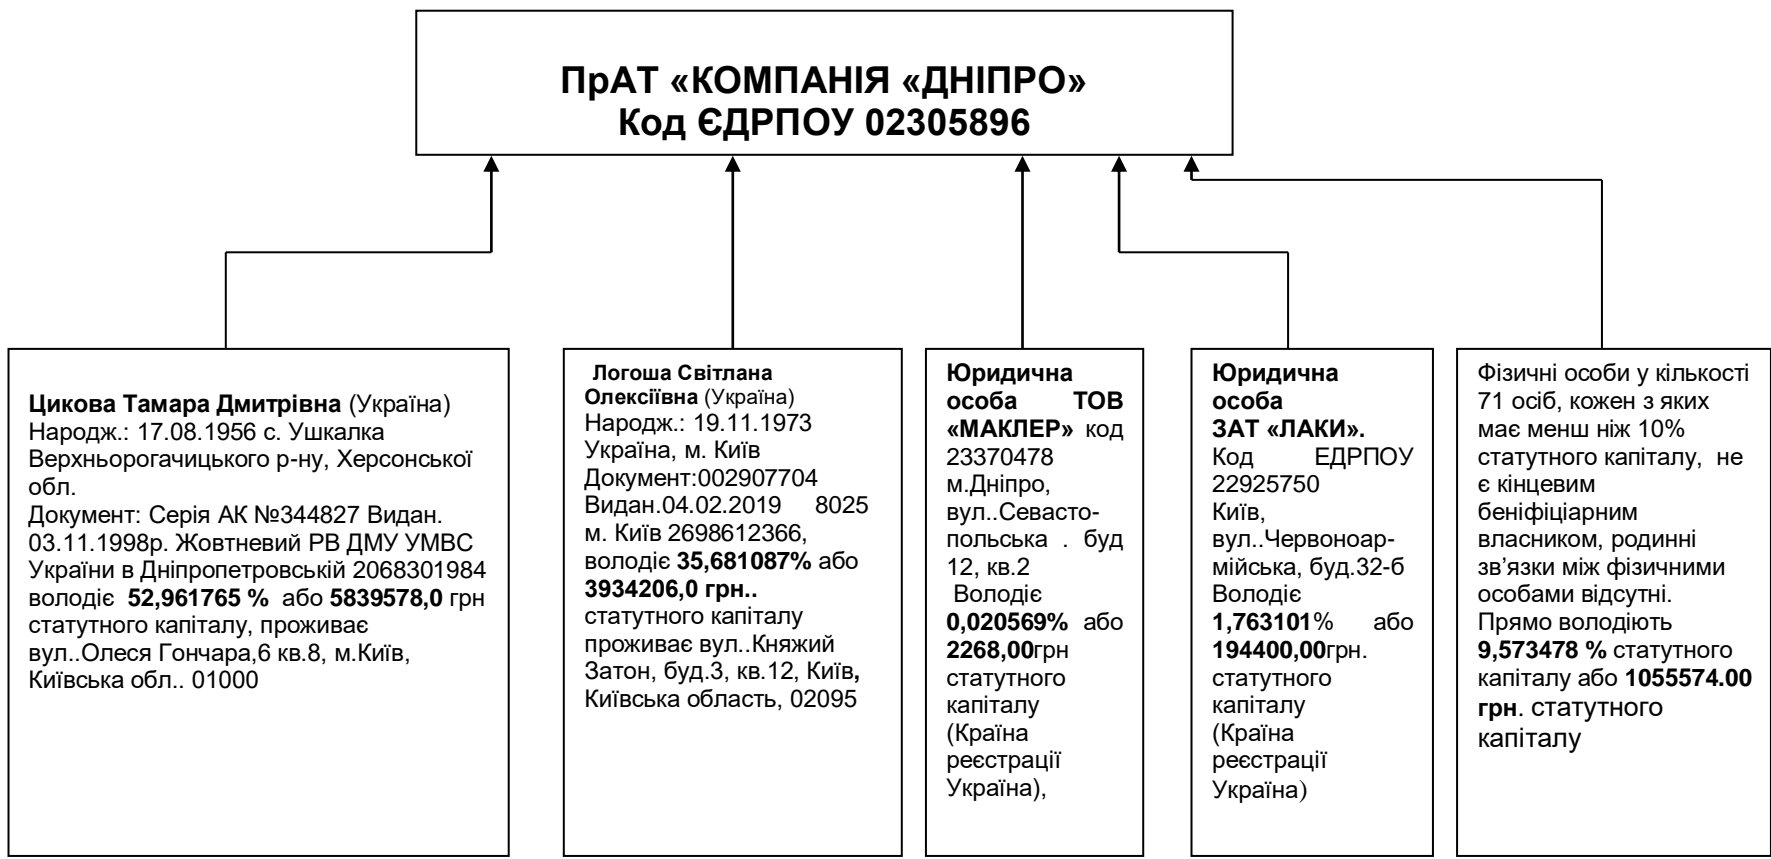 ПрАТ «КОМПАНІЯ «ДНІПРО»
Код ЄДРПОУ 02305896
Цикова Тамара Дмитрівна (Україна)
Народж.: 17.08.1956 с. Ушкалка
Верхньорогачицького р-ну, Херсонської
обл.
Документ: Серія АК №344827 Видан.
03.11.1998р. Жовтневий РВ ДМУ УМВС
України в Дніпропетровській 2068301984
володіє 52,961765 % або 5839578,0 грн
статутного капіталу, проживає
вул..Олеся Гончара,6 кв.8, м.Київ,
Київська обл.. 01000
Логоша Світлана
Олексіївна (Україна)
Народж.: 19.11.1973
Україна, м. Київ
Документ:002907704
Видан.04.02.2019 8025
м. Київ 2698612366,
володіє 35,681087% або
3934206,0 грн..
статутного капіталу
проживає вул..Княжий
Затон, буд.3, кв.12, Київ,
Київська область, 02095
Юридична
особа ТОВ
«МАКЛЕР» код
23370478
м.Дніпро,
вул..Севасто-
польська . буд
12, кв.2
Володіє
0,020569% або
2268,00грн
статутного
капіталу
(Країна
реєстрації
Україна),
Юридична
особа
ЗАТ «ЛАКИ».
Код ЕДРПОУ
22925750
Київ,
вул..Червоноар-
мійська, буд.32-б
Володіє
1,763101% або
194400,00грн.
статутного
капіталу
(Країна
реєстрації
Україна)
Фізичні особи у кількості
71 осіб, кожен з яких
має менш ніж 10%
статутного капіталу, не
є кінцевим
беніфіціарним
власником, родинні
зв’язки між фізичними
особами відсутні.
Прямо володіють
9,573478 % статутного
капіталу або 1055574.00
грн. статутного
капіталу